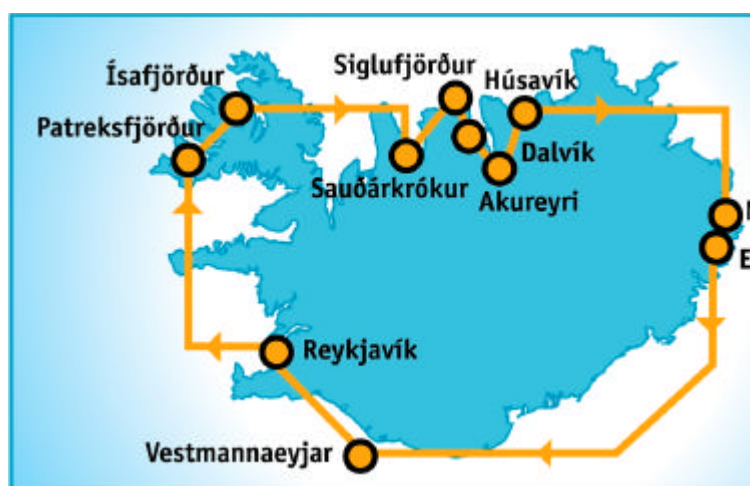 Siglufjörður
Húsavík
Ísafjörður
Patreksfjörður
Dalvík
Sauðárkrókur
Akureyri
Reykjavík
Vestmannaeyjar